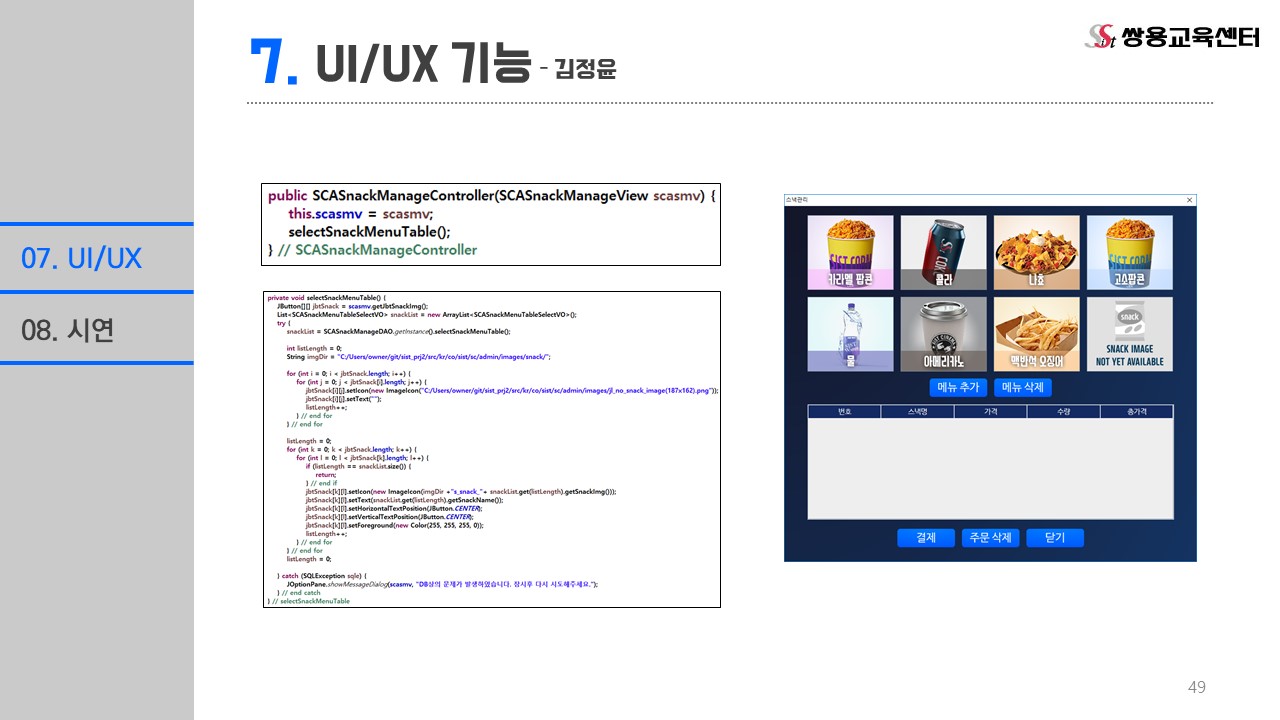 7. UI/UX 기능 - 김정윤
쌍용교육센터
07. UI/UX
08. 시연
public SCASnackManageController(SCASnackManageView scasmv) {
this.scasmv = scasmv;
selectSnackMenuTable();
} // SCASnackManageController
private void selectSnackMenuTable() {
JButton[][] jbtSnack = scasmv.getJbtSnackImg();
List<SCASnackMenuTableSelectVO> snackList = new ArrayList<SCASnackMenuTableSelectVO>();
try {
snackList = SCASnackManageDAO.getInstance().selectSnackMenuTable();
int listLength = 0;
String imgDir = "C:/Users/owner/git/sist_prj2/src/kr/co/sist/sc/admin/images/snack/";
for (int i = 0; i < jbtSnack.length; i++) {
for (int j = 0; j < jbtSnack[i].length; j++) {
jbtSnack[i][j].setIcon(new ImageIcon("C:/Users/owner/git/sist_prj2/src/kr/co/sist/sc/admin/images/jl_no_snack_image(187x162).png"));
jbtSnack[i][j].setText("");
listLength++;
} // end for
} // end for
listLength = 0;
for (int k = 0; k < jbtSnack.length; k++) {
for (int l = 0; l < jbtSnack[k].length; l++) {
if (listLength == snackList.size()) {
return;
} // end if
jbtSnack[k][l].setIcon(new ImageIcon(imgDir +"s_snack_"+ snackList.get(listLength).getSnackImg()));
jbtSnack[k][l].setText(snackList.get(listLength).getSnackName());
jbtSnack[k][l].setHorizontalTextPosition(JButton.CENTER);
jbtSnack[k][l].setVerticalTextPosition(JButton.CENTER);
jbtSnack[k][l].setForeground(new Color(255, 255, 255, 0));
listLength++;
} // end for
} // end for
listLength = 0;
} catch (SQLException sqle) {
JOptionPane.showMessageDialog(scasmv, "DB상의 문제가 발생하였습니다. 잠시후 다시 시도해주세요.");
} // end catch
} // selectSnackMenuTable
스낵관리
카라멜 팝콘 콜라 나쵸 고소팝콘
물 아메리카노 맥반석 오징어 snack SNACK IMAGE
NOT YET AVAILABLE
메뉴 추가 메뉴 삭제
번호 스낵명 가격 수량 총가격
결제 주문 삭제 닫기
49